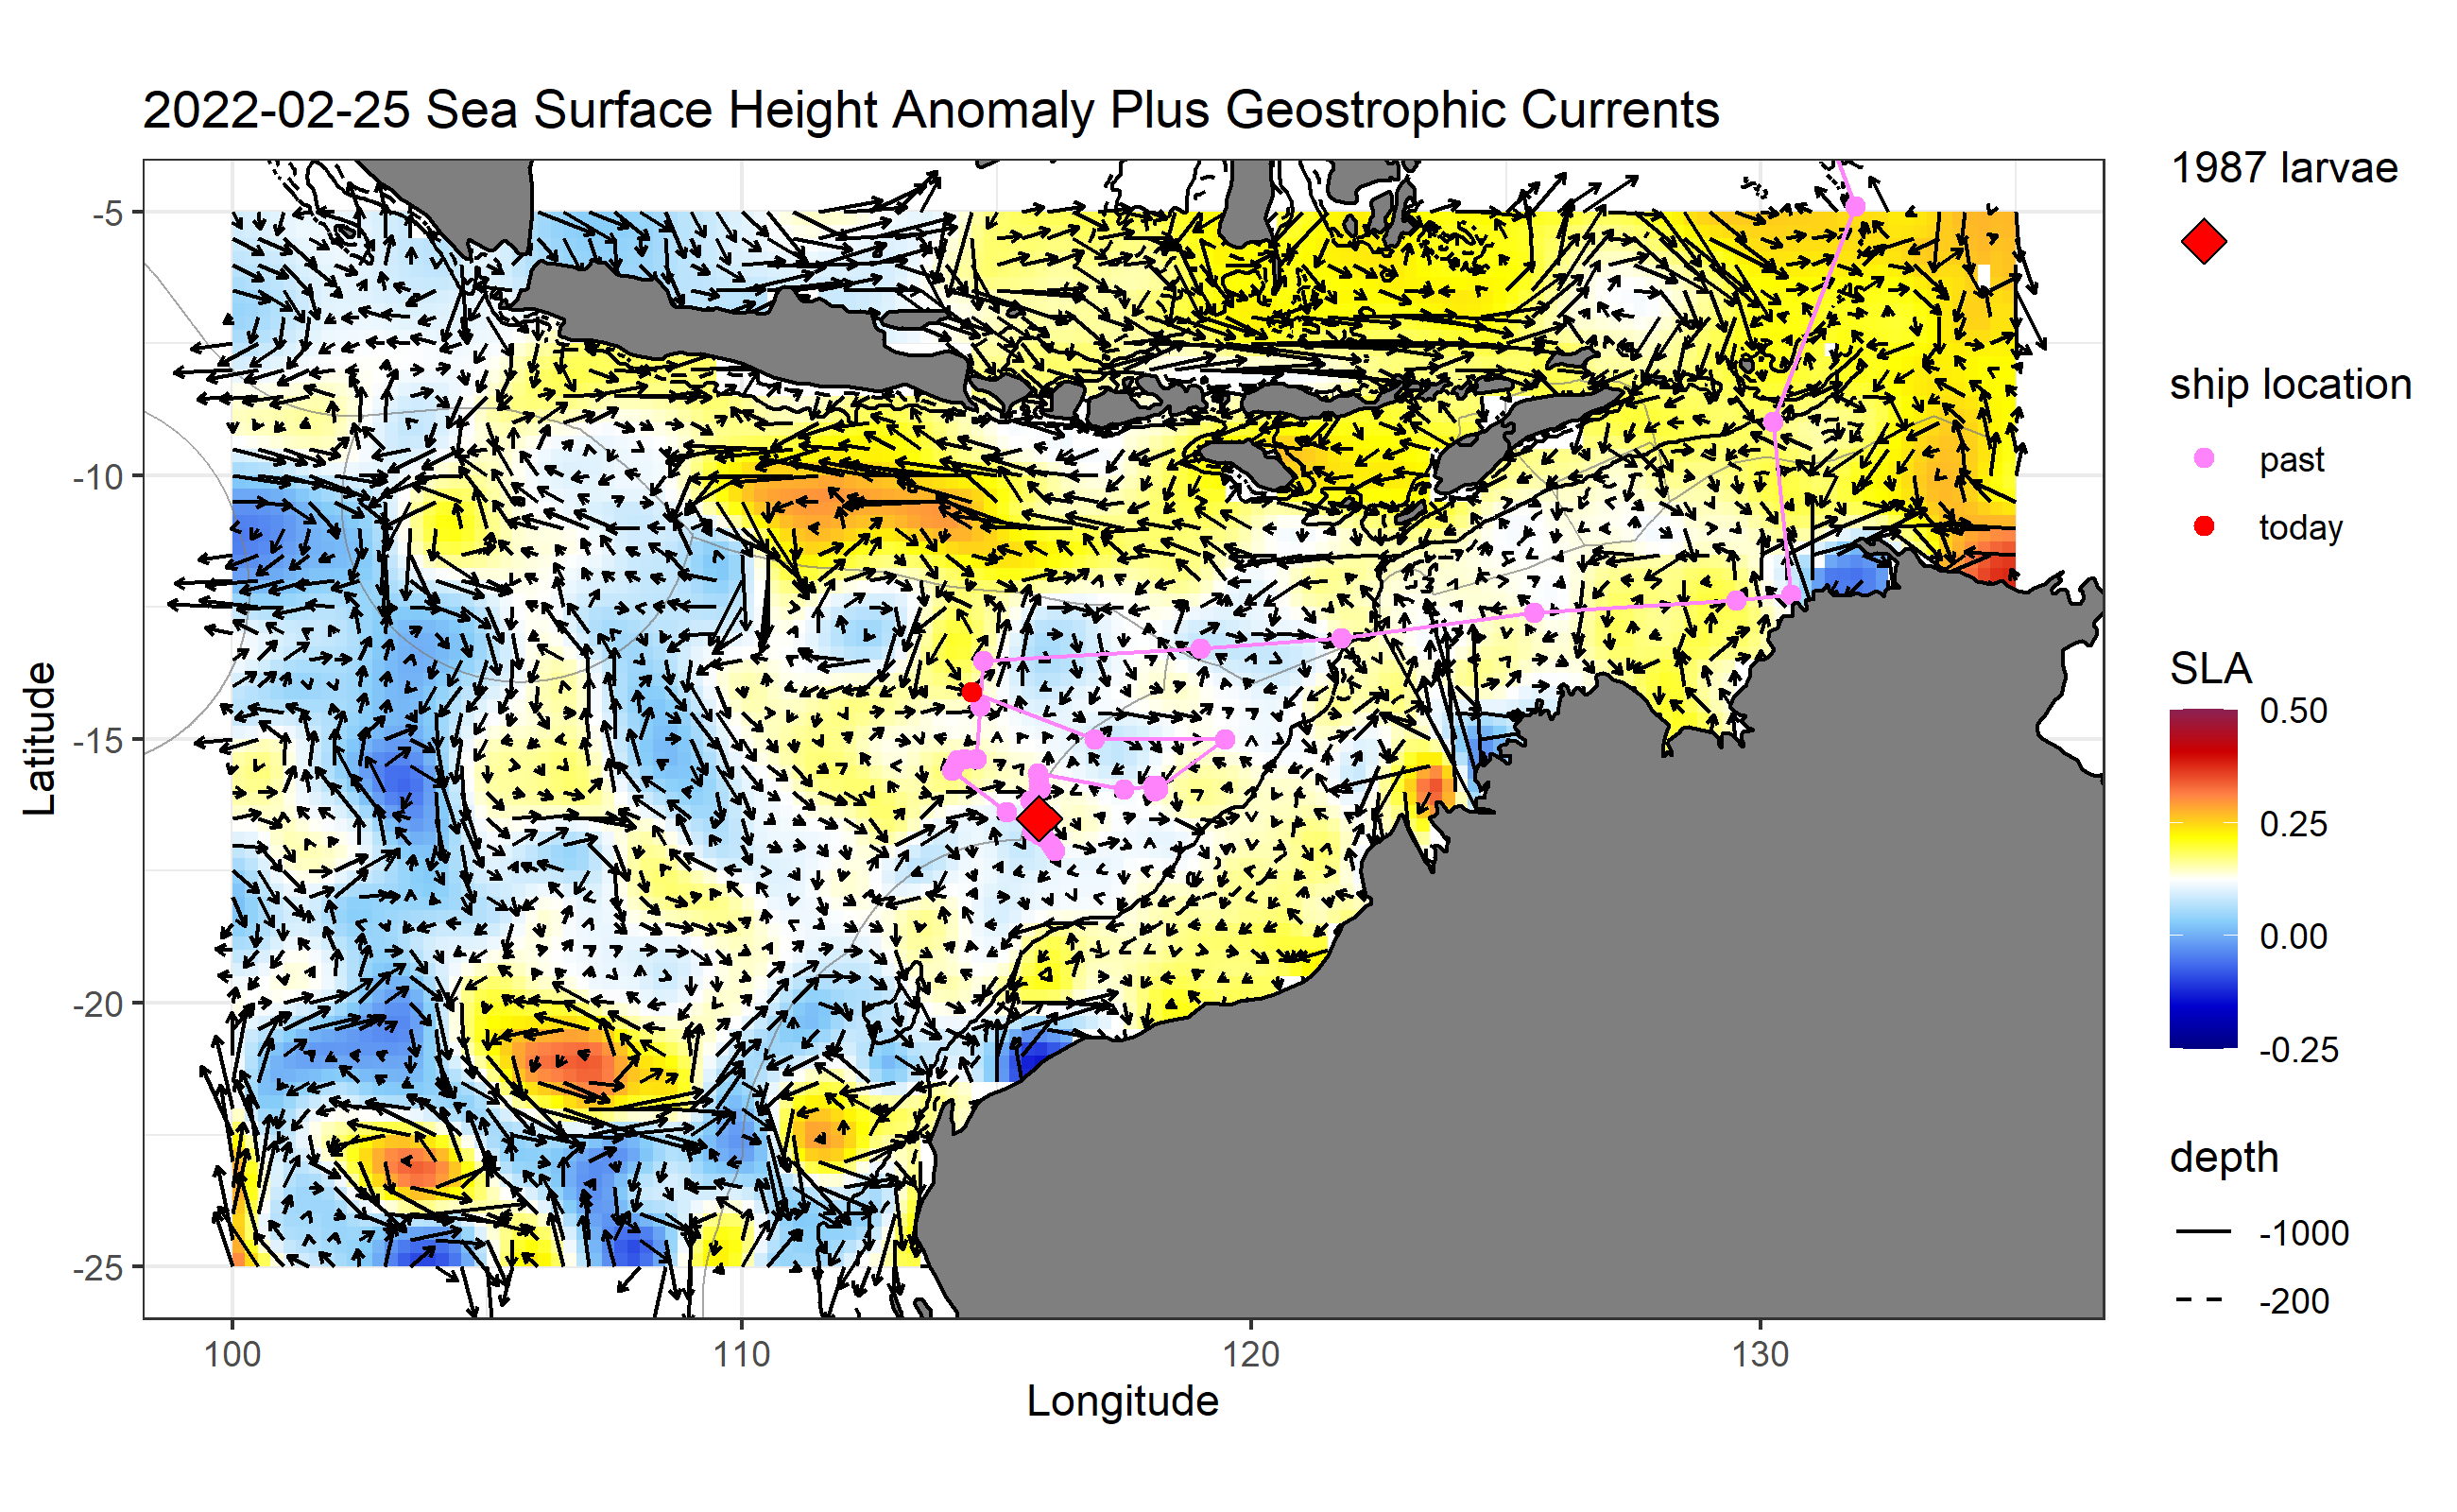 2022-02-25 Sea Surface Height Anomaly Plus Geostrophic Currents
Latitude
-5
-10
-15
-20
-25
100
110
120
130
Longitude
1987 larvae
ship location
past
today
SLA
0.50
0.25
0.00
-0.25
depth
-1000
-200